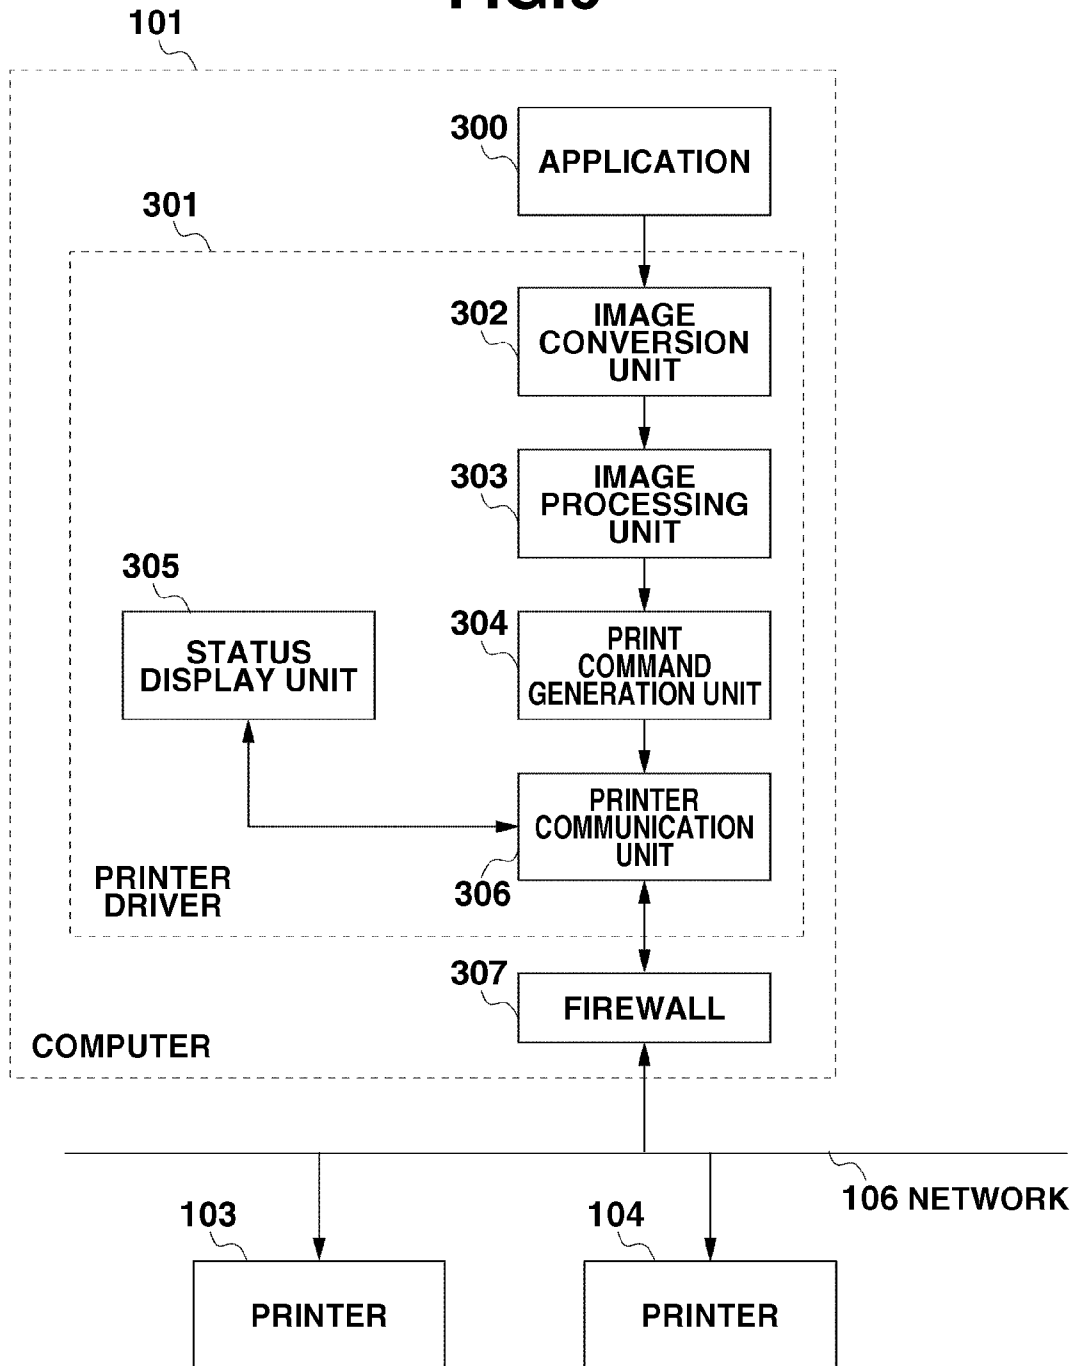 101
300
APPLICATION
301
302
IMAGE
CONVERSION
UNIT
303
IMAGE
PROCESSING
UNIT
305
STATUS
DISPLAY UNIT
304
PRINT
COMMAND
GENERATION UNIT
PRINTER
COMMUNICATION
UNIT
306
PRINTER
DRIVER
307
FIREWALL
COMPUTER
106 NETWORK
103
PRINTER
104
PRINTER